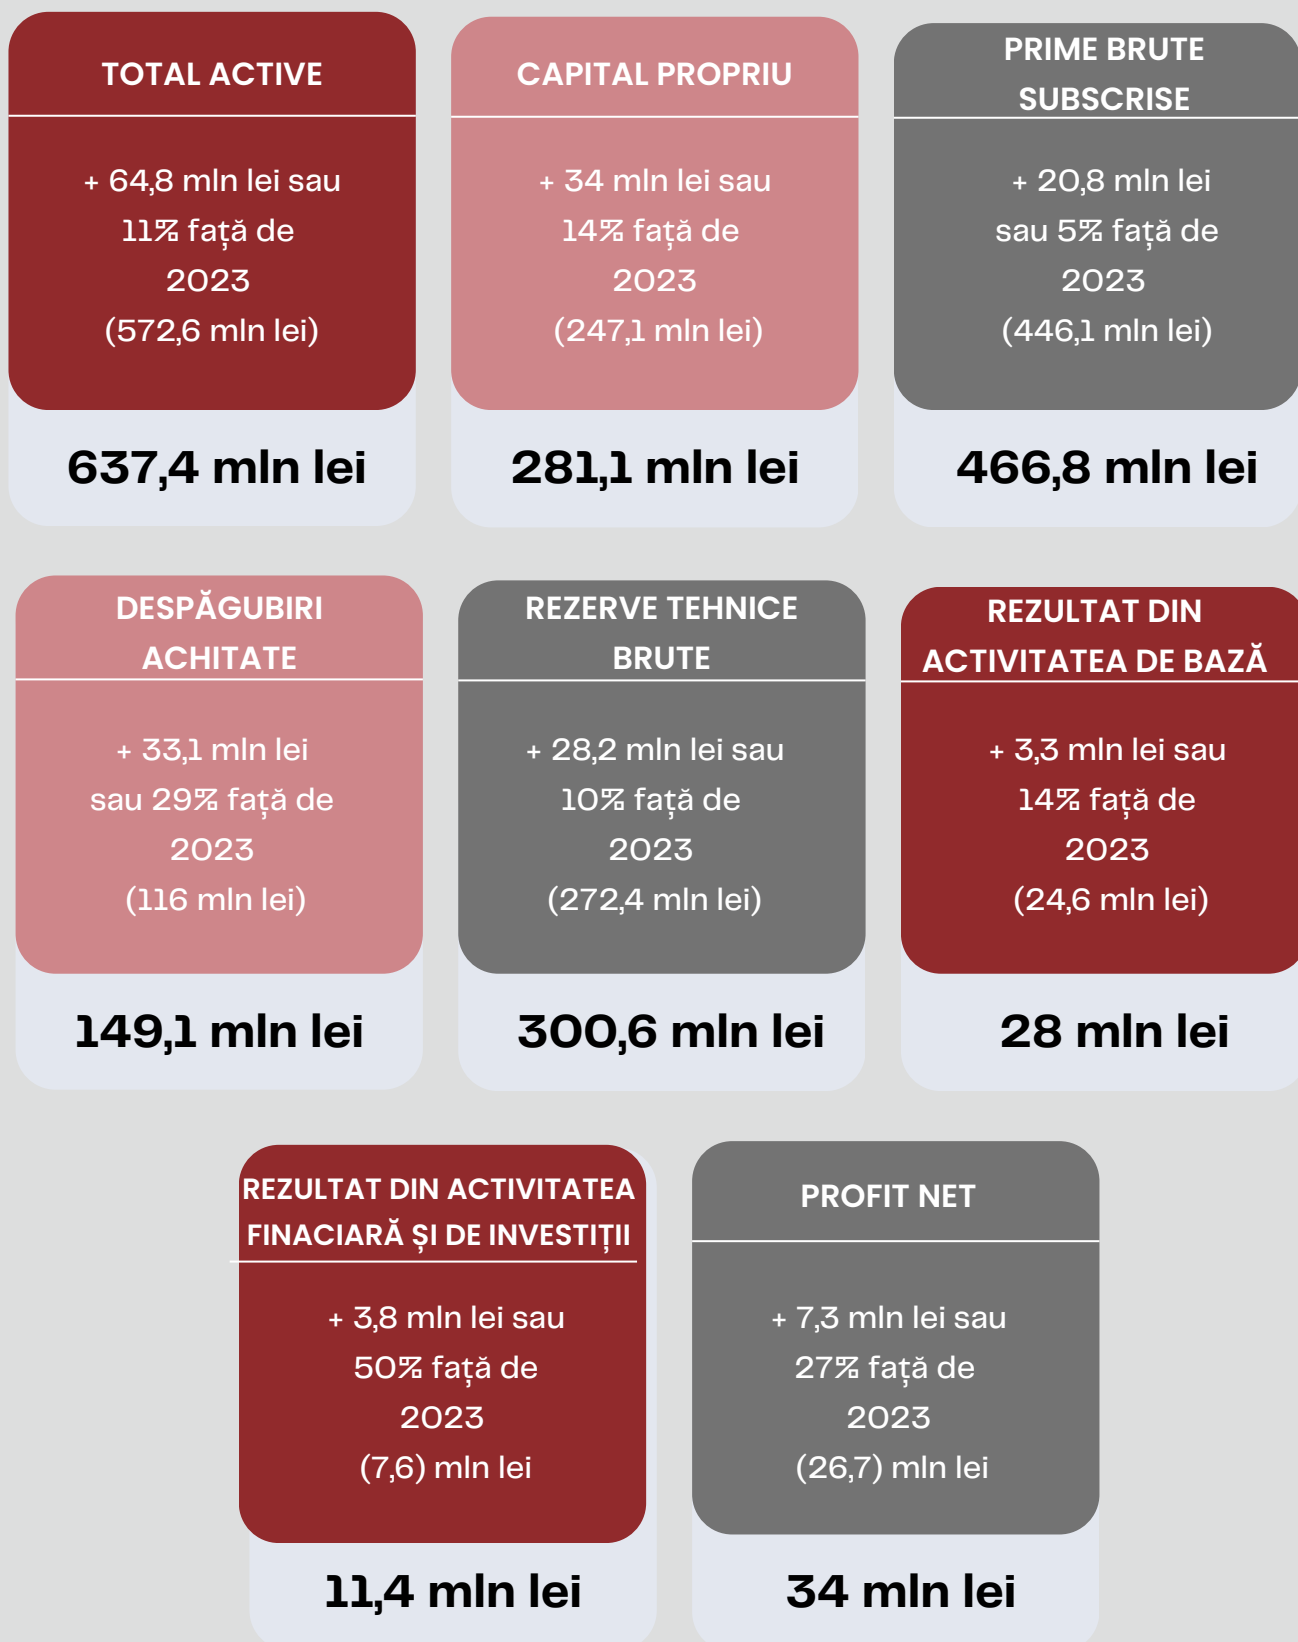 TOTAL ACTIVE
+ 64,8 mln lei sau
11% față de
2023
(572,6 mln lei)
637,4 mln lei
CAPITAL PROPRIU
+ 34 mln lei sau
14% față de
2023
(247,1 mln lei)
281,1 mln lei
PRIME BRUTE
SUBSCRISE
+ 20,8 mln lei
sau 5% față de
2023
(446,1 mln lei)
466,8 mln lei
DESPĂGUBIRI
ACHITATE
+ 33,1 mln lei
sau 29% față de
2023
(116 mln lei)
149,1 mln lei
REZERVE TEHNICE
BRUTE
+ 28,2 mln lei sau
10% față de
2023
(272,4 mln lei)
300,6 mln lei
REZULTAT DIN
ACTIVITATEA DE BAZĂ
+ 3,3 mln lei sau
14% față de
2023
(24,6 mln lei)
28 mln lei
REZULTAT DIN ACTIVITATEA
FINACIARĂ ȘI DE INVESTIȚII
+ 3,8 mln lei sau
50% față de
2023
(7,6) mln lei
11,4 mln lei
PROFIT NET
+ 7,3 mln lei sau
27% față de
2023
(26,7) mln lei
34 mln lei